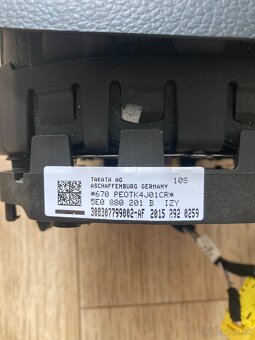 TAKATA AG 10S
ASCHAFFENBURG GERMANY
*670 PEOTK4J01CR*
5E0 880 201 B IZY
308307799002-AF 2015 292 0259